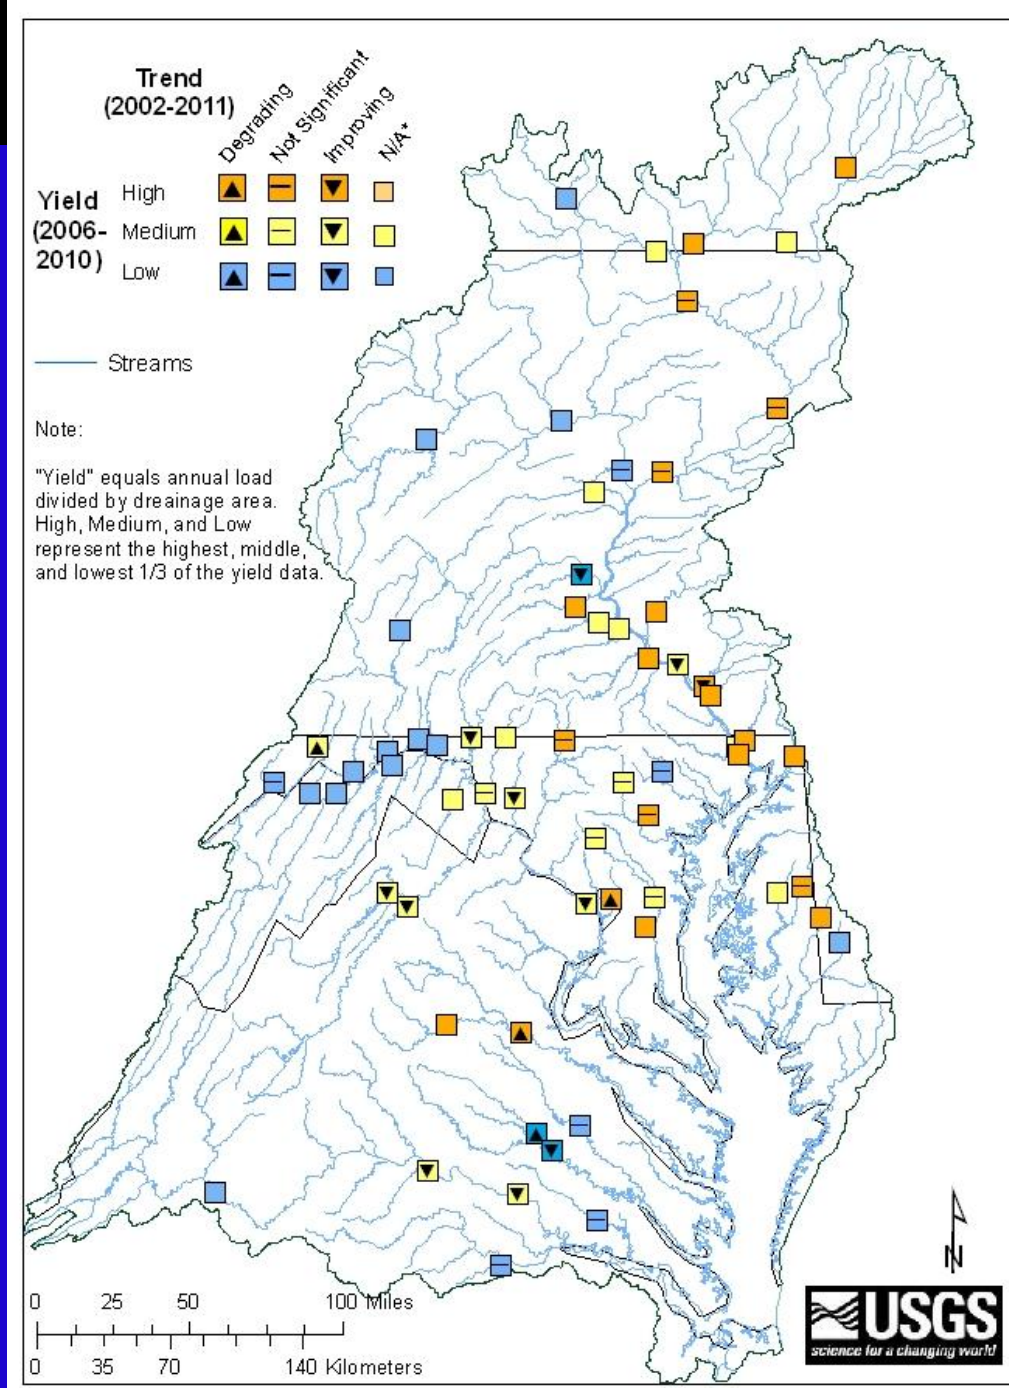 Trend
(2002-2011)
Degrading
Not Significant
Improving
N/A*
Yield
(2006-
2010)
High
Medium
Low
Streams
Note:
"Yield" equals annual load
divided by dreainage area.
High, Medium, and Low
represent the highest, middle,
and lowest 1/3 of the yield data.
N
0 25 50 100 Miles
0 35 70 140 Kilometers
USGS
science for a changing world